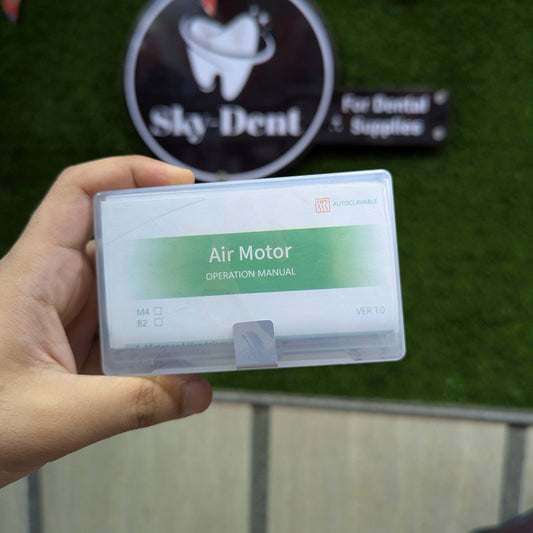 Sky-Dent
For Dental
Supplies
AUTOCLAVABLE
Air Motor
OPERATION MANUAL
M4
B2
VER 1.0